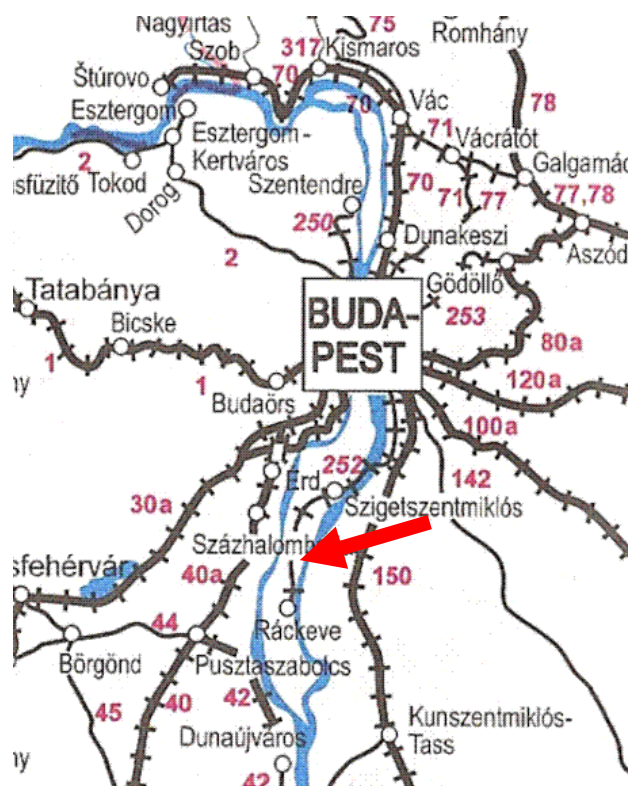 75
Nagyirtás
317
Kismaros
Romhány
Szob
70
Štúrovo
Esztergom
70
Vác
78
71
Vácrátót
Esztergom-
Kertváros
2
Tokod
Galgamác
sfüzitő
Szentendre
70
71
77
77,78
Dorog
250
Dunakeszi
Aszód
2
Gödöllő
Tatabánya
253
BUDA-
PEST
Bicske
80a
1
1
ny
120a
Budaörs
100a
252
142
Érd
30a
Szigetszentmiklós
Százhalomb
sfehérvár
40a
150
44
Ráckeve
Börgönd
Pusztaszabolcs
45
40
42
Kunszentmiklós-
Tass
Dunaújváros
ny
42